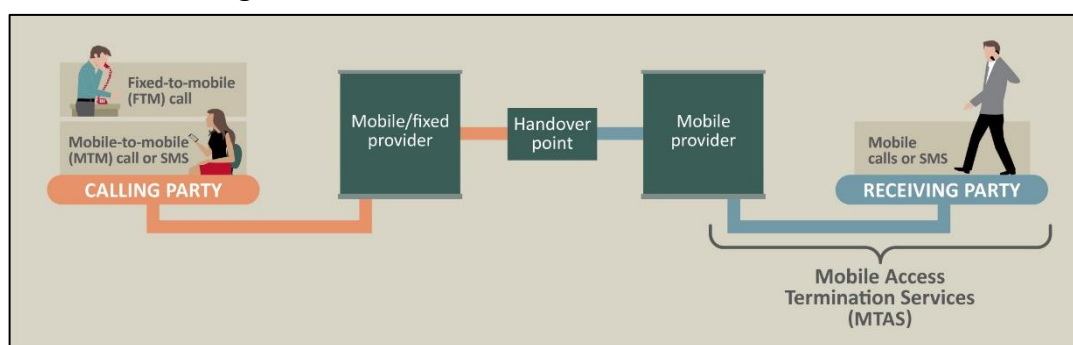 Fixed-to-mobile
(FTM) call
Mobile-to-mobile
(MTM) call or SMS
CALLING PARTY
Mobile/fixed
provider
Handover
point
Mobile
provider
Mobile
calls or SMS
RECEIVING PARTY
Mobile Access
Termination Services
(MTAS)